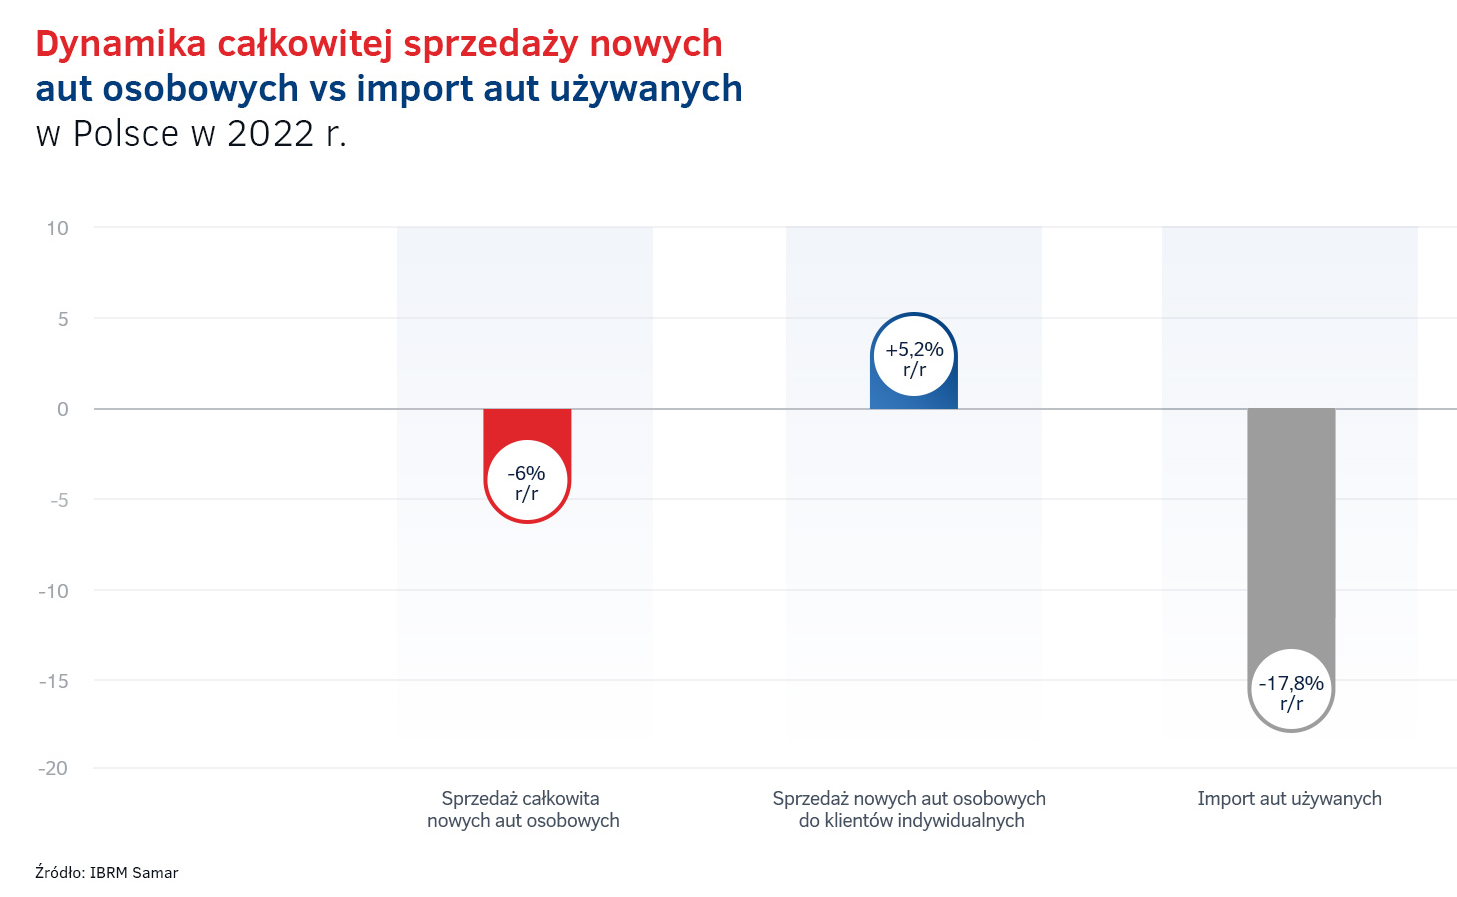 Dynamika całkowitej sprzedaży nowych
aut osobowych vs import aut używanych
w Polsce w 2022 r.
10
5
0
-5
-10
-15
-20
-6%
r/r
+5,2%
r/r
-17,8%
r/r
Sprzedaż całkowita
nowych aut osobowych
Sprzedaż nowych aut osobowych
do klientów indywidualnych
Import aut używanych
Źródło: IBRM Samar